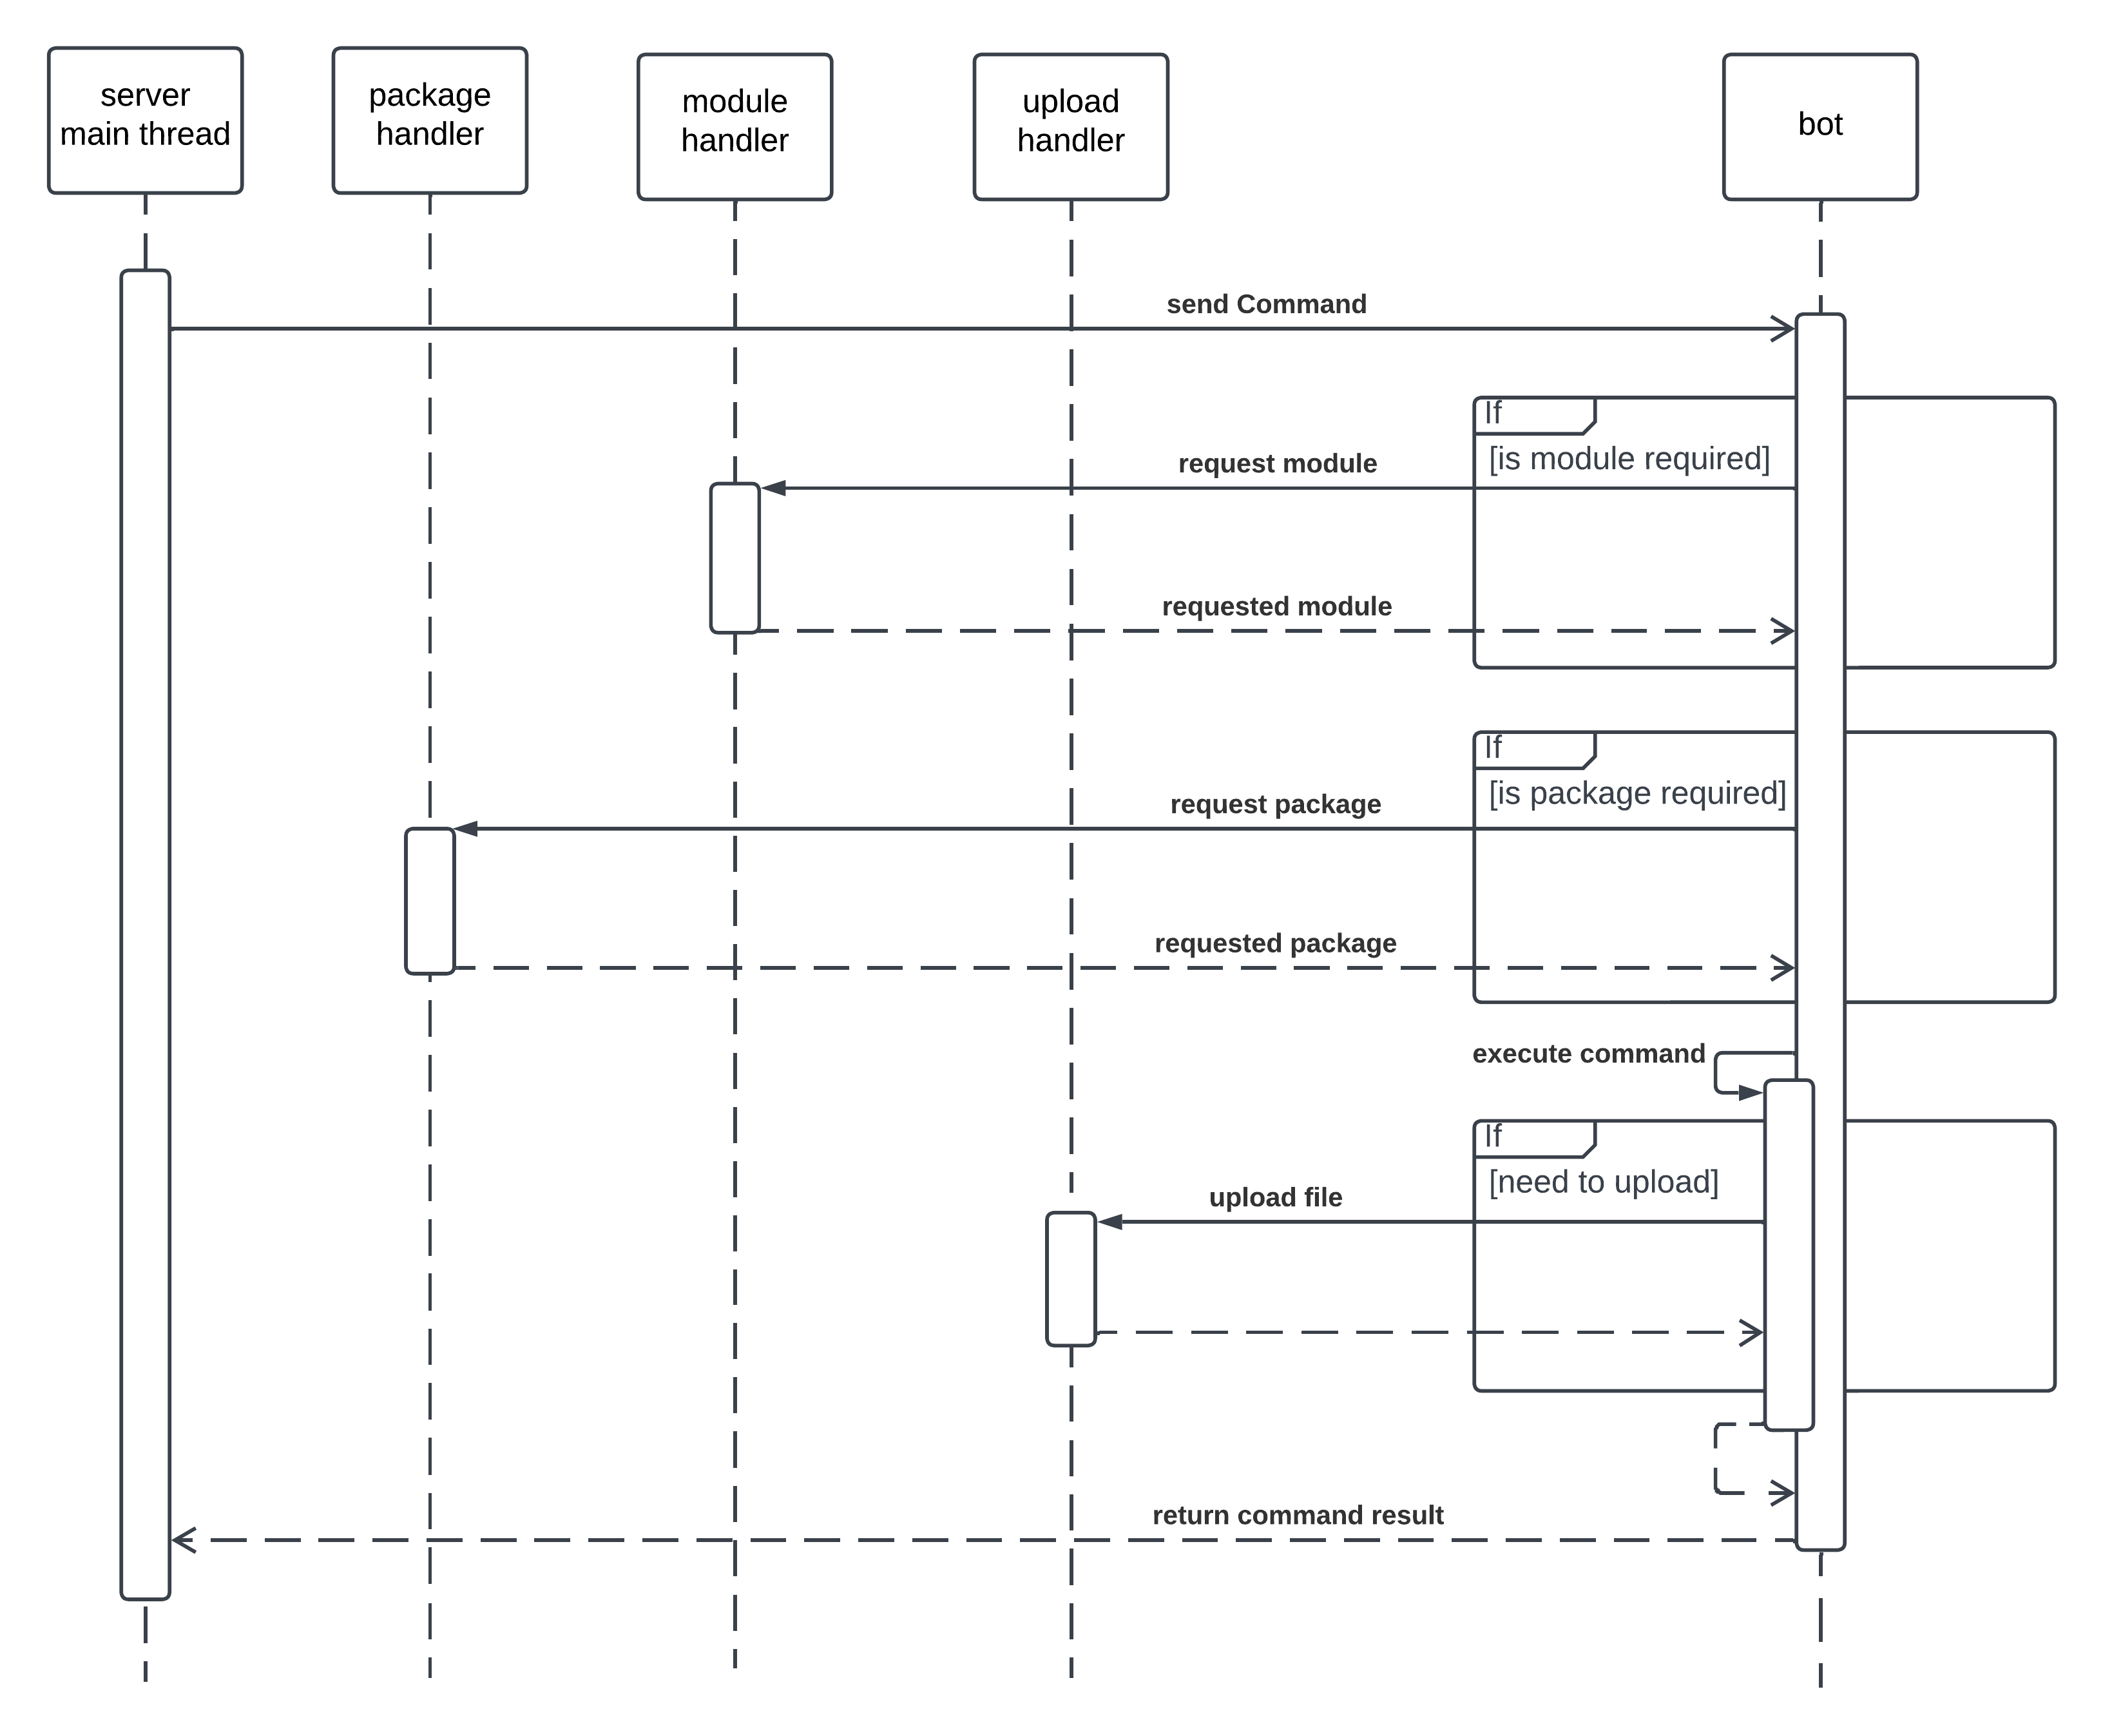 server
main thread
package
handler
module
handler
upload
handler
bot
send Command
If
[is module required]
request module
requested module
If
[is package required]
request package
requested package
execute command
If
[need to upload]
upload file
return command result